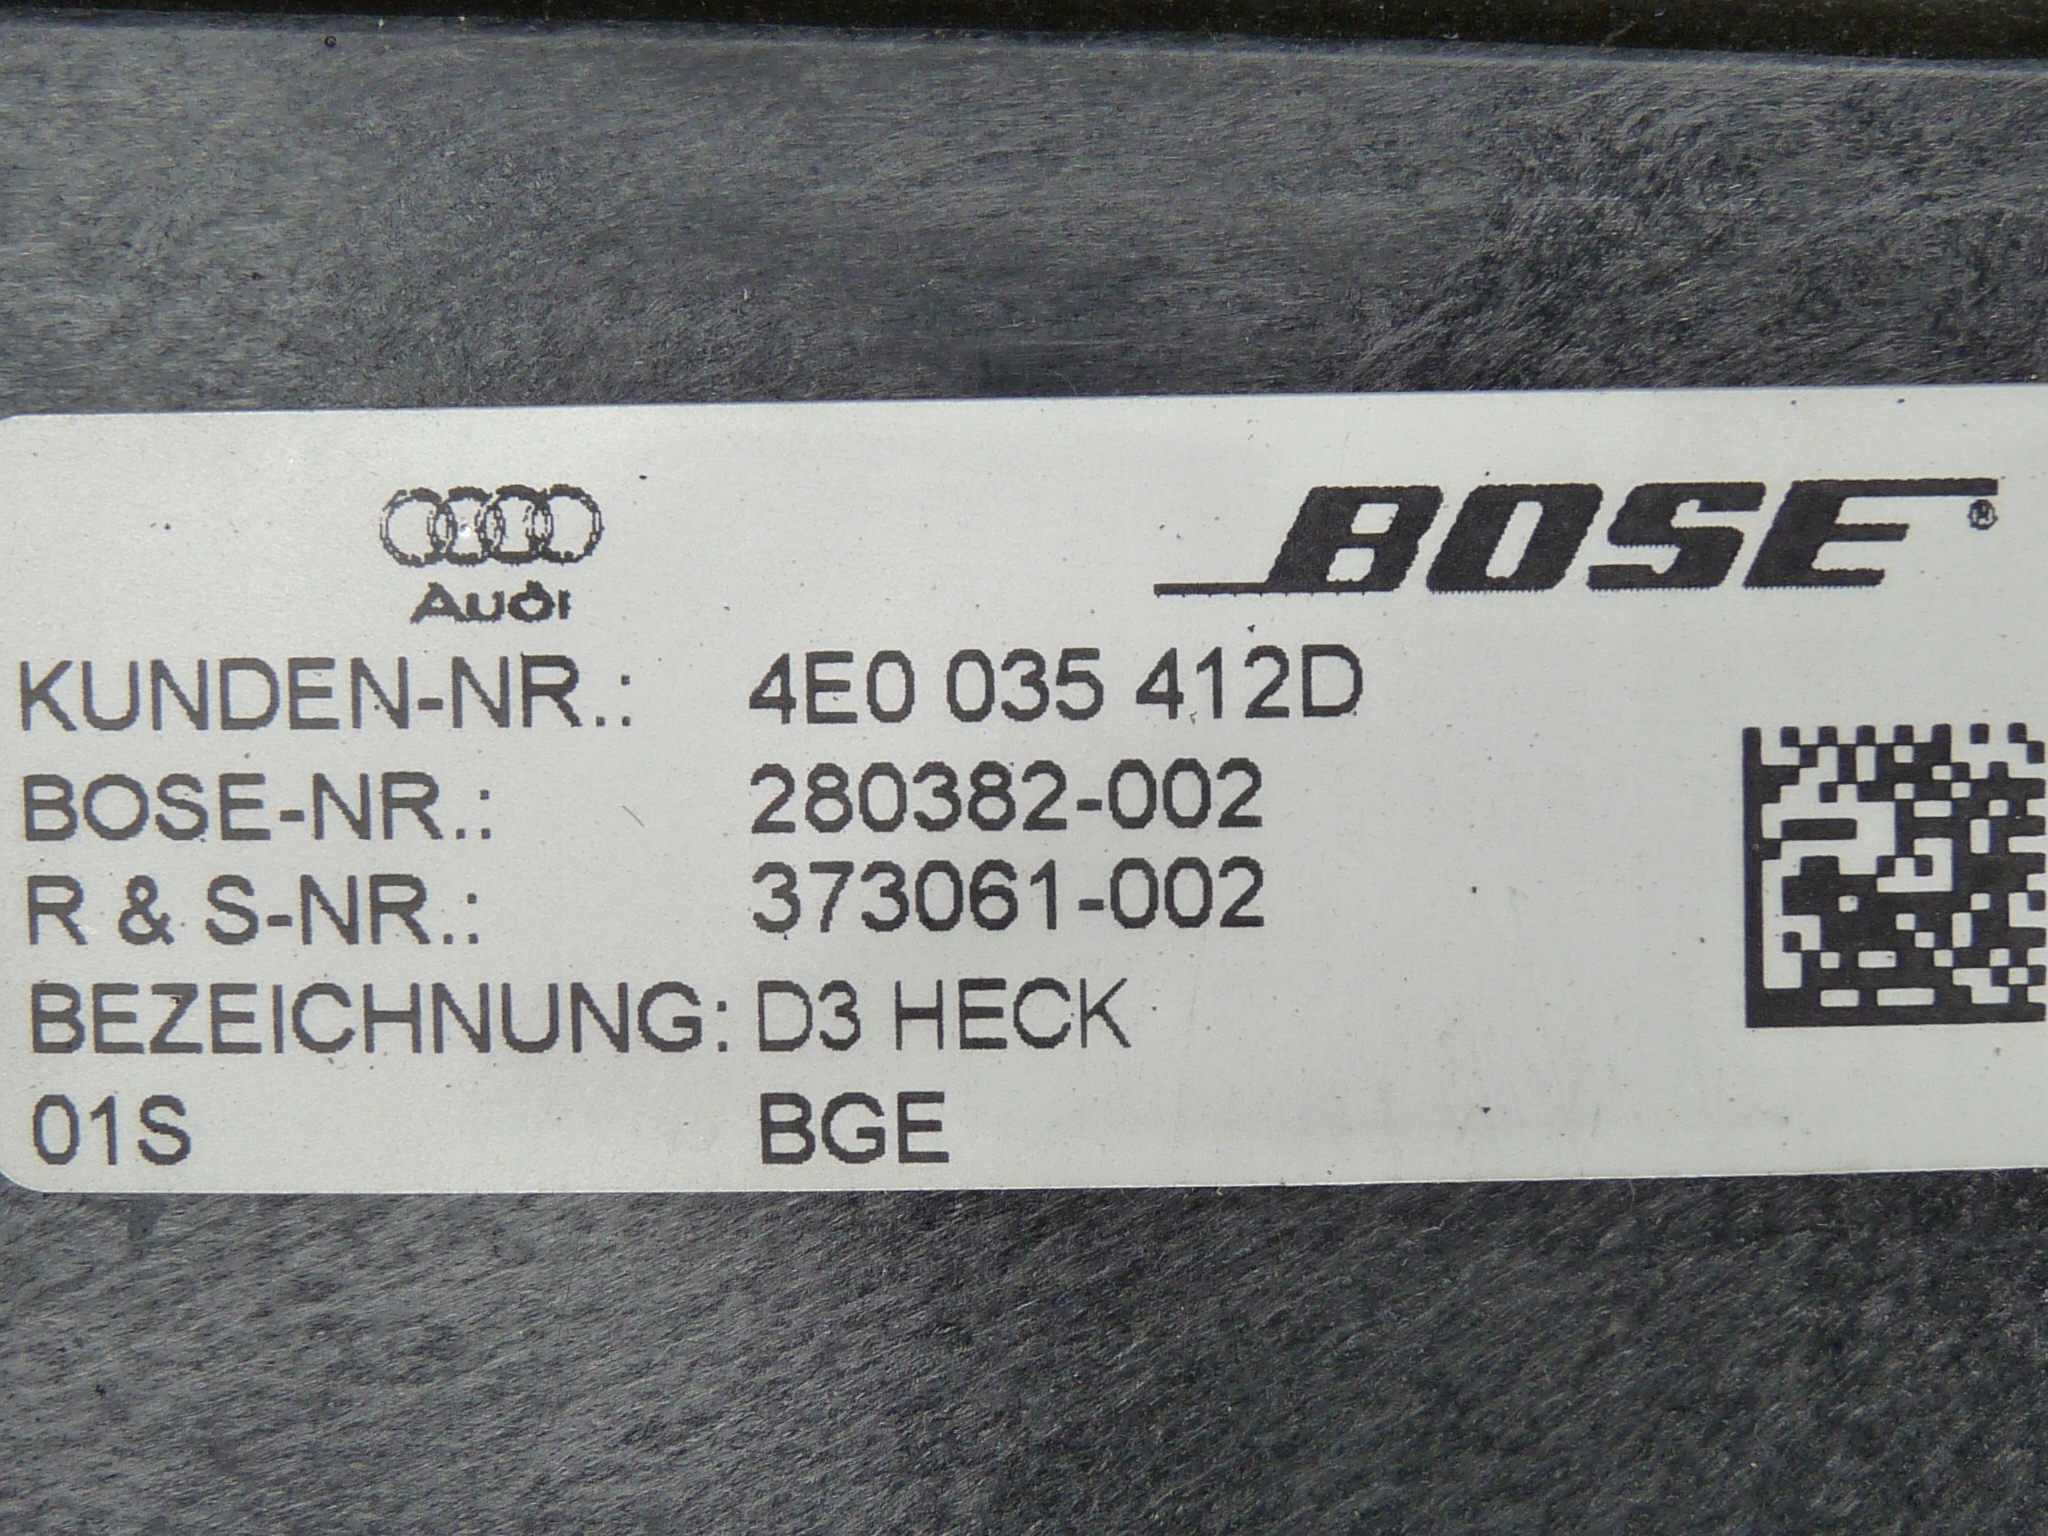 Audi
BOSE®
KUNDEN-NR.: 4E0 035 412D
BOSE-NR.: 280382-002
R & S-NR.: 373061-002
BEZEICHNUNG: D3 HECK
01S BGE